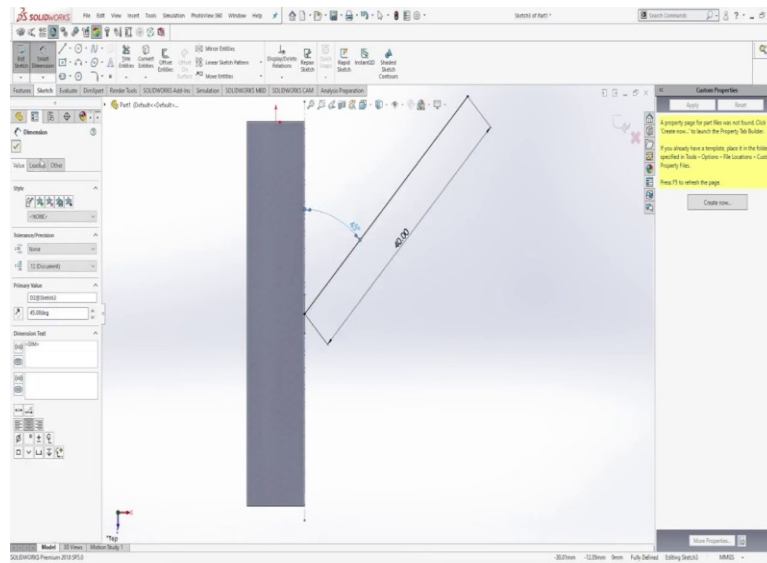 SOLIDWORKS File Edit View Insert Tools Simulation PhotoView 360 Window Help
Sketch3 of Part1 *
Search Commands
Exit Sketch
Smart Dimension
Trim Entities
Convert Entities
Offset Entities
Offset On Surface
Mirror Entities
Linear Sketch Pattern
Move Entities
Display/Delete Relations
Repair Sketch
Quick Snaps
Rapid Sketch
Instant2D
Shaded Sketch Contours
Features Sketch Evaluate DimXpert Render Tools SOLIDWORKS Add-Ins Simulation SOLIDWORKS MBD SOLIDWORKS CAM Analysis Preparation
Part1 (Default<<Default>...
Dimension
Value Leaders Other
Style
<NONE>
Tolerance/Precision
None
.12 (Document)
Primary Value
45.00deg
Dimension Text
<DIM>
45°
40.00
*Top
Custom Properties
Apply Reset
A property page for part files was not found. Click
'Create now...' to launch the Property Tab Builder.
If you already have a template, place it in the folder
specified in Tools - Options - File Locations - Custo
Property Files.
Press F5 to refresh the page.
Create now...
More Properties...
Model 3D Views Motion Study 1
SOLIDWORKS Premium 2018 SP5.0
0mm Fully Defined Editing Sketch3 MMGS